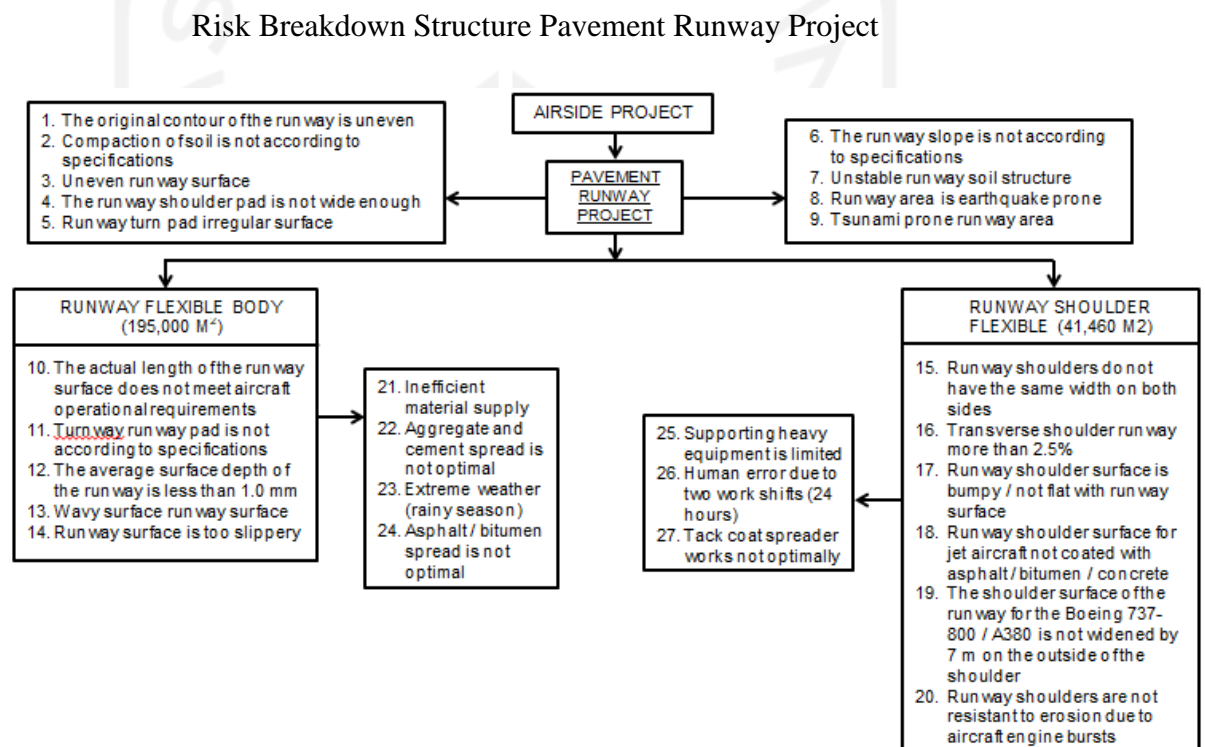 Risk Breakdown Structure Pavement Runway Project
AIRSIDE PROJECT
1. The original contour of the runway is uneven
2. Compaction of soil is not according to
specifications
3. Uneven runway surface
4. The runway shoulder pad is not wide enough
5. Runway turn pad irregular surface
PAVEMENT
RUNWAY
PROJECT
6. The runway slope is not according
to specifications
7. Unstable runway soil structure
8. Runway area is earthquake prone
9. Tsunami prone runway area
RUNWAY FLEXIBLE BODY
(195,000 M²)
10. The actual length of the runway
surface does not meet aircraft
operational requirements
11. Turnway runway pad is not
according to specifications
12. The average surface depth of
the runway is less than 1.0 mm
13. Wavy surface runway surface
14. Runway surface is too slippery
21. Inefficient
material supply
22. Aggregate and
cement spread is
not optimal
23. Extreme weather
(rainy season)
24. Asphalt / bitumen
spread is not
optimal
25. Supporting heavy
equipment is limited
26. Human error due to
two work shifts (24
hours)
27. Tack coat spreader
works not optimally
RUNWAY SHOULDER
FLEXIBLE (41,460 M2)
15. Runway shoulders do not
have the same width on both
sides
16. Transverse shoulder runway
more than 2.5%
17. Runway shoulder surface is
bumpy / not flat with runway
surface
18. Runway shoulder surface for
jet aircraft not coated with
asphalt / bitumen / concrete
19. The shoulder surface of the
runway for the Boeing 737-
800 / A380 is not widened by
7 m on the outside of the
shoulder
20. Runway shoulders are not
resistant to erosion due to
aircraft engine bursts